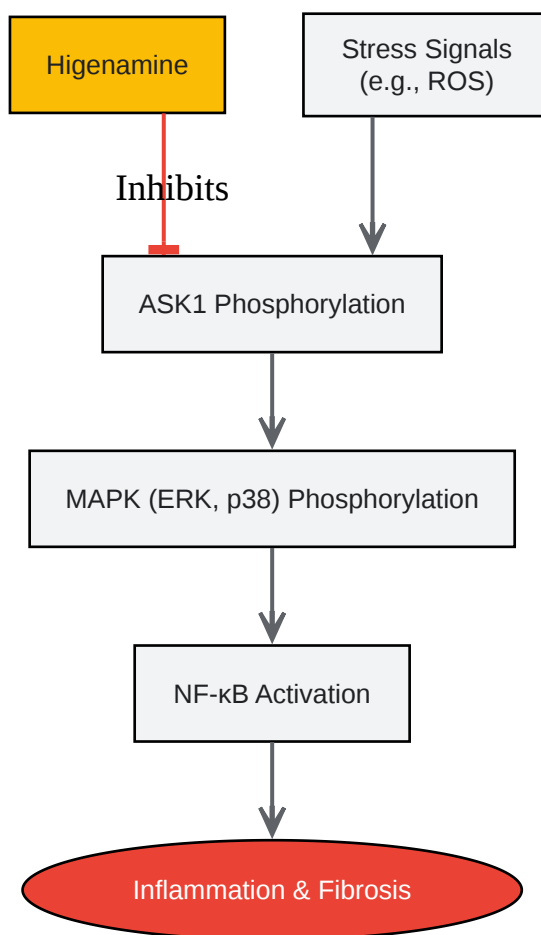 Higenamine
Stress Signals
(e.g., ROS)
Inhibits
ASK1 Phosphorylation
MAPK (ERK, p38) Phosphorylation
NF-κB Activation
Inflammation & Fibrosis